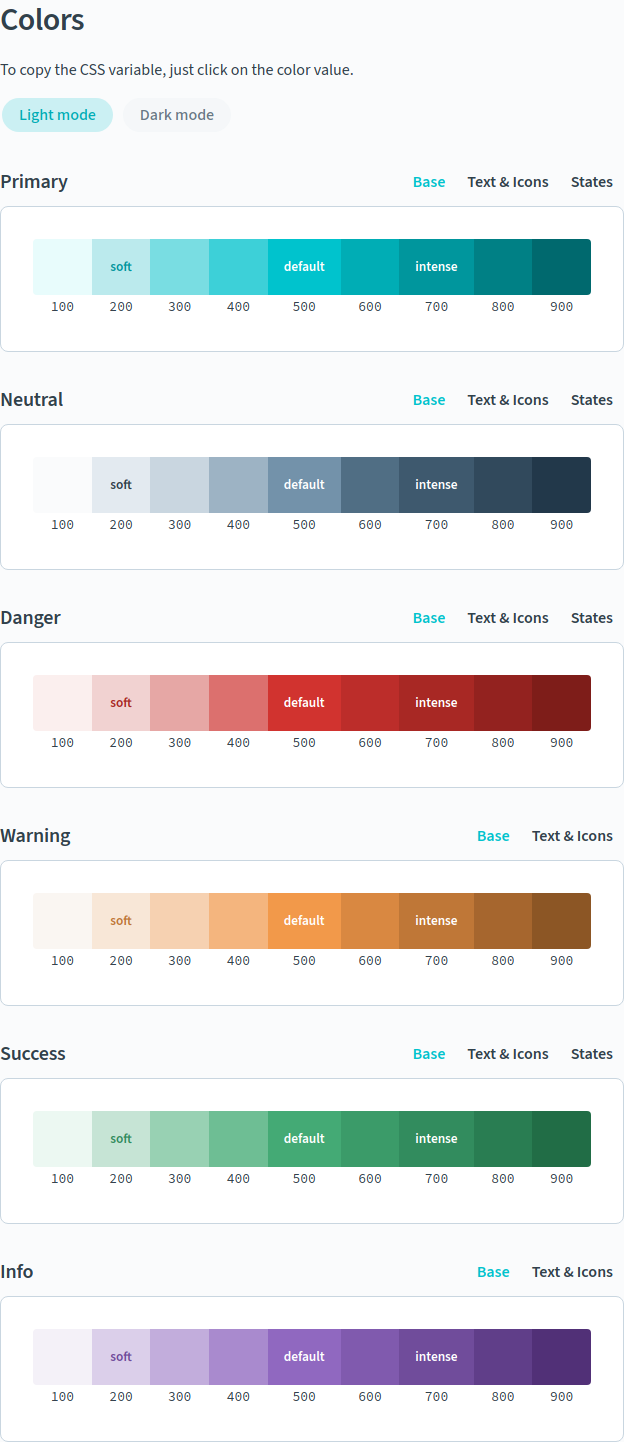 Colors
To copy the CSS variable, just click on the color value.
Light mode Dark mode
Primary Base Text & Icons States
soft default intense
100 200 300 400 500 600 700 800 900
Neutral Base Text & Icons States
soft default intense
100 200 300 400 500 600 700 800 900
Danger Base Text & Icons States
soft default intense
100 200 300 400 500 600 700 800 900
Warning Base Text & Icons
soft default intense
100 200 300 400 500 600 700 800 900
Success Base Text & Icons States
soft default intense
100 200 300 400 500 600 700 800 900
Info Base Text & Icons
soft default intense
100 200 300 400 500 600 700 800 900